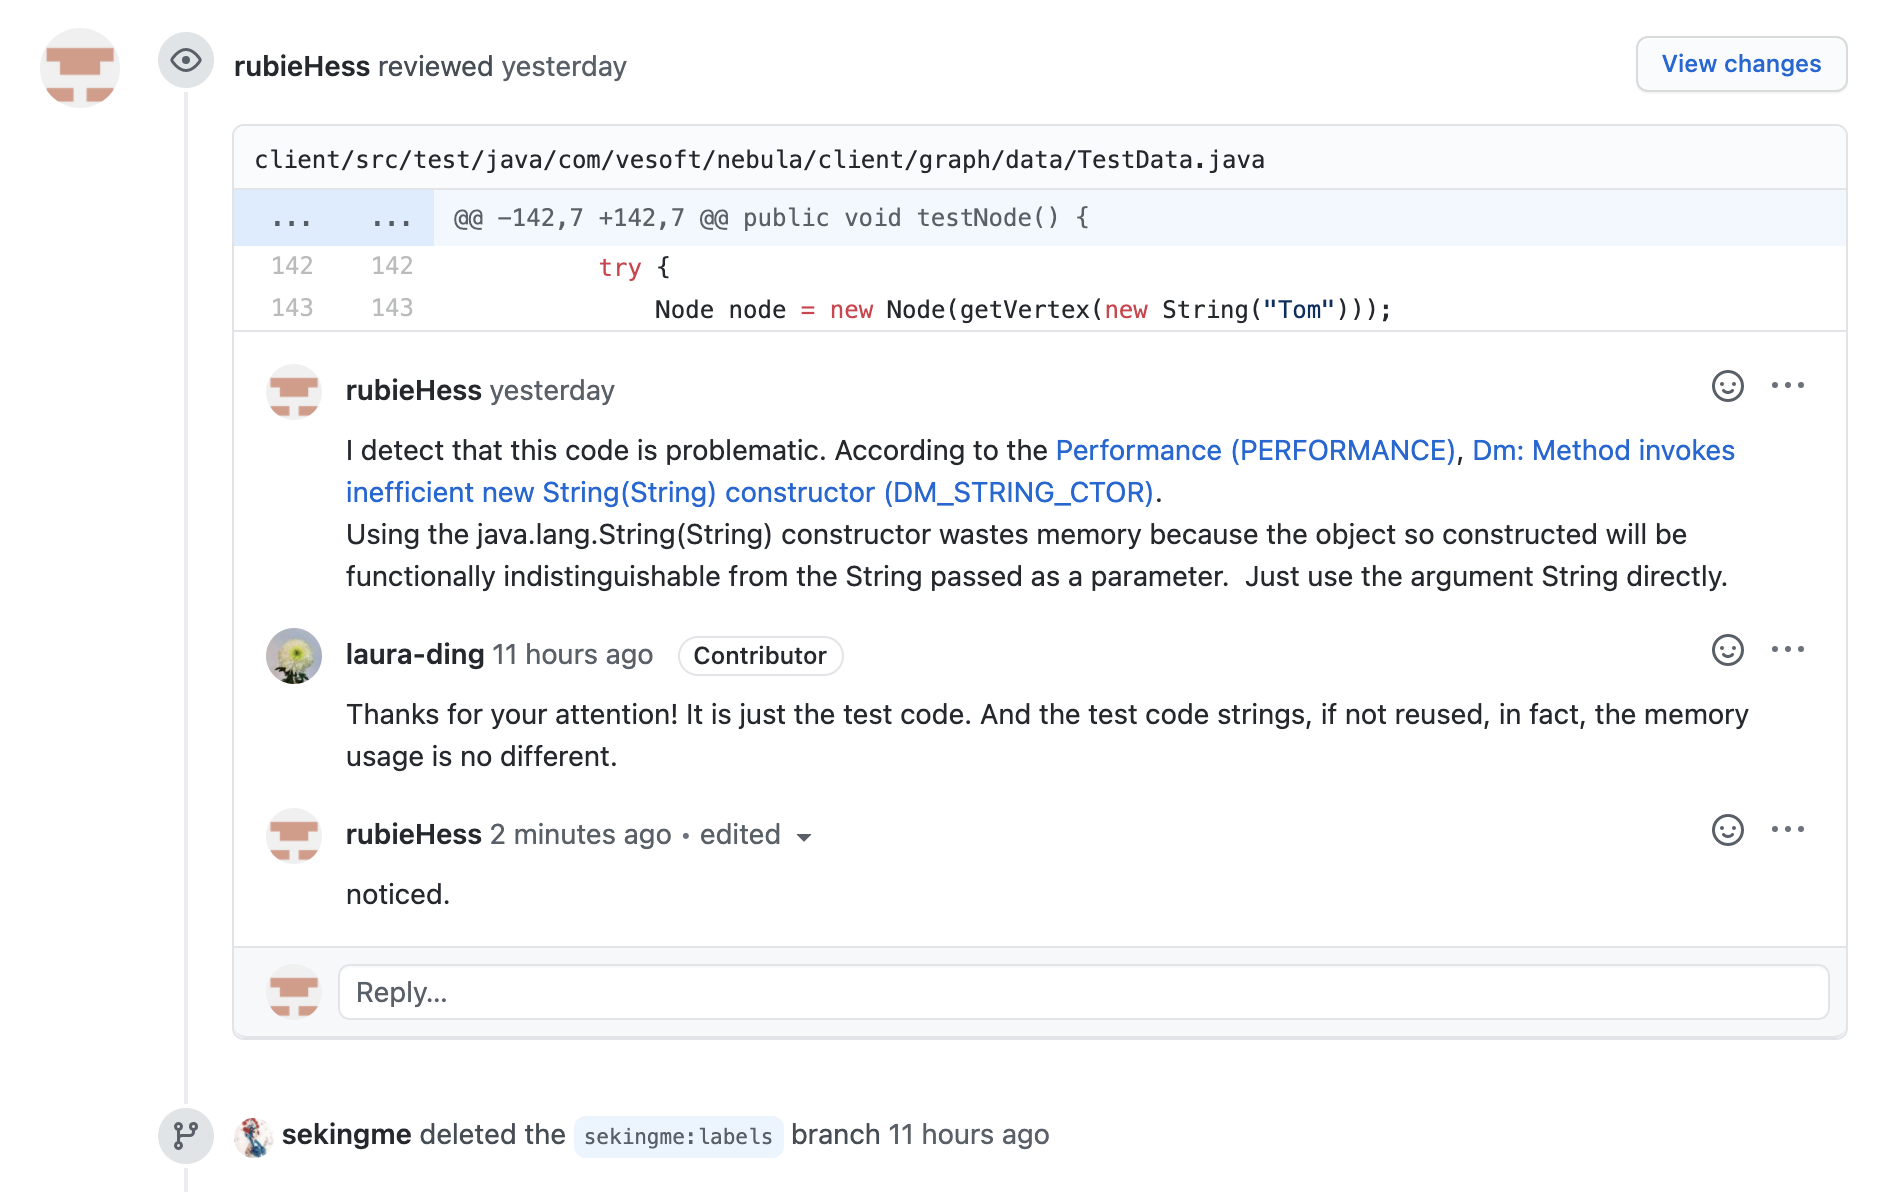 rubieHess reviewed yesterday
View changes
client/src/test/java/com/vesoft/nebula/client/graph/data/TestData.java
... ... @@ -142,7 +142,7 @@ public void testNode() {
142 142 try {
143 143 Node node = new Node(getVertex(new String("Tom")));
rubieHess yesterday
I detect that this code is problematic. According to the Performance (PERFORMANCE), Dm: Method invokes
inefficient new String(String) constructor (DM_STRING_CTOR).
Using the java.lang.String(String) constructor wastes memory because the object so constructed will be
functionally indistinguishable from the String passed as a parameter.  Just use the argument String directly.
laura-ding 11 hours ago Contributor
Thanks for your attention! It is just the test code. And the test code strings, if not reused, in fact, the memory
usage is no different.
rubieHess 2 minutes ago • edited
noticed.
Reply...
sekingme deleted the sekingme:labels branch 11 hours ago